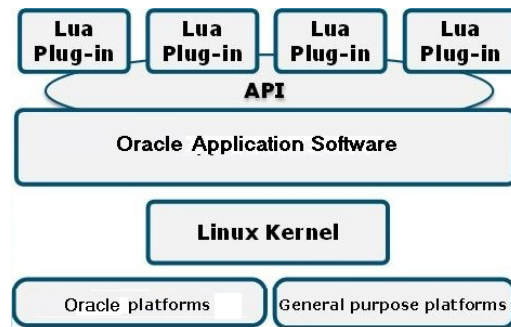 Lua Plug-in
Lua Plug-in
Lua Plug-in
Lua Plug-in
API
Oracle Application Software
Linux Kernel
Oracle platforms
General purpose platforms